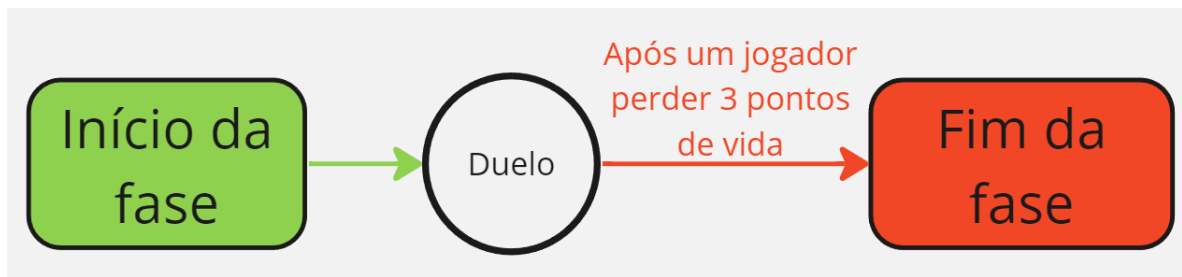 Início da
fase
Duelo
Após um jogador
perder 3 pontos
de vida
Fim da
fase